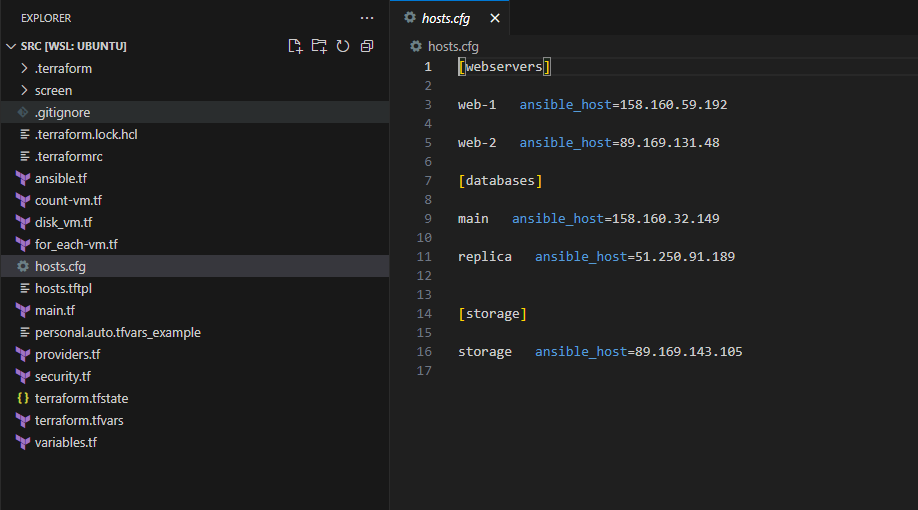 EXPLORER
SRC [WSL: UBUNTU]
.terraform
screen
.gitignore
.terraform.lock.hcl
.terraformrc
ansible.tf
count-vm.tf
disk_vm.tf
for_each-vm.tf
hosts.cfg
hosts.tftpl
main.tf
personal.auto.tfvars_example
providers.tf
security.tf
terraform.tfstate
terraform.tfvars
variables.tf
hosts.cfg
hosts.cfg
1 [webservers]
2
3 web-1 ansible_host=158.160.59.192
4
5 web-2 ansible_host=89.169.131.48
6
7 [databases]
8
9 main ansible_host=158.160.32.149
10
11 replica ansible_host=51.250.91.189
12
13
14 [storage]
15
16 storage ansible_host=89.169.143.105
17